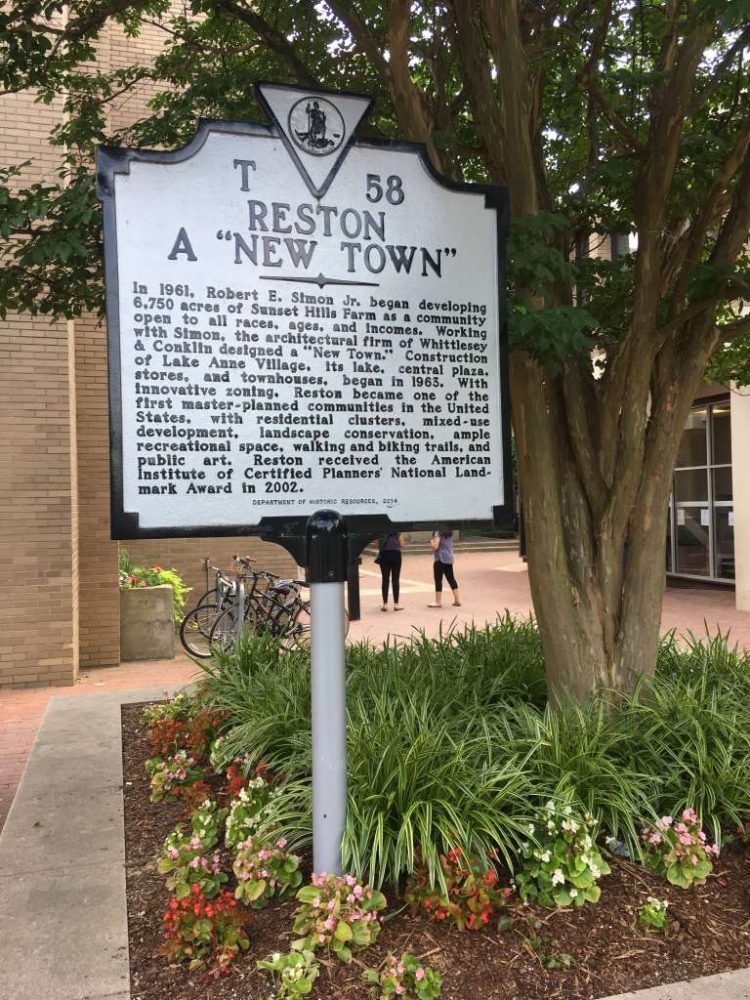 T 58
RESTON
A "NEW TOWN"
In 1961, Robert E. Simon Jr. began developing
6,750 acres of Sunset Hills Farm as a community
open to all races, ages, and incomes. Working
with Simon, the architectural firm of Whittlesey
& Conklin designed a "New Town." Construction
of Lake Anne Village, its lake, central plaza,
stores, and townhouses, began in 1963. With
innovative zoning, Reston became one of the
first master-planned communities in the United
States, with residential clusters, mixed-use
development, landscape conservation, ample
recreational space, walking and biking trails, and
public art. Reston received the American
Institute of Certified Planners' National Land-
mark Award in 2002.
DEPARTMENT OF HISTORIC RESOURCES, 2014